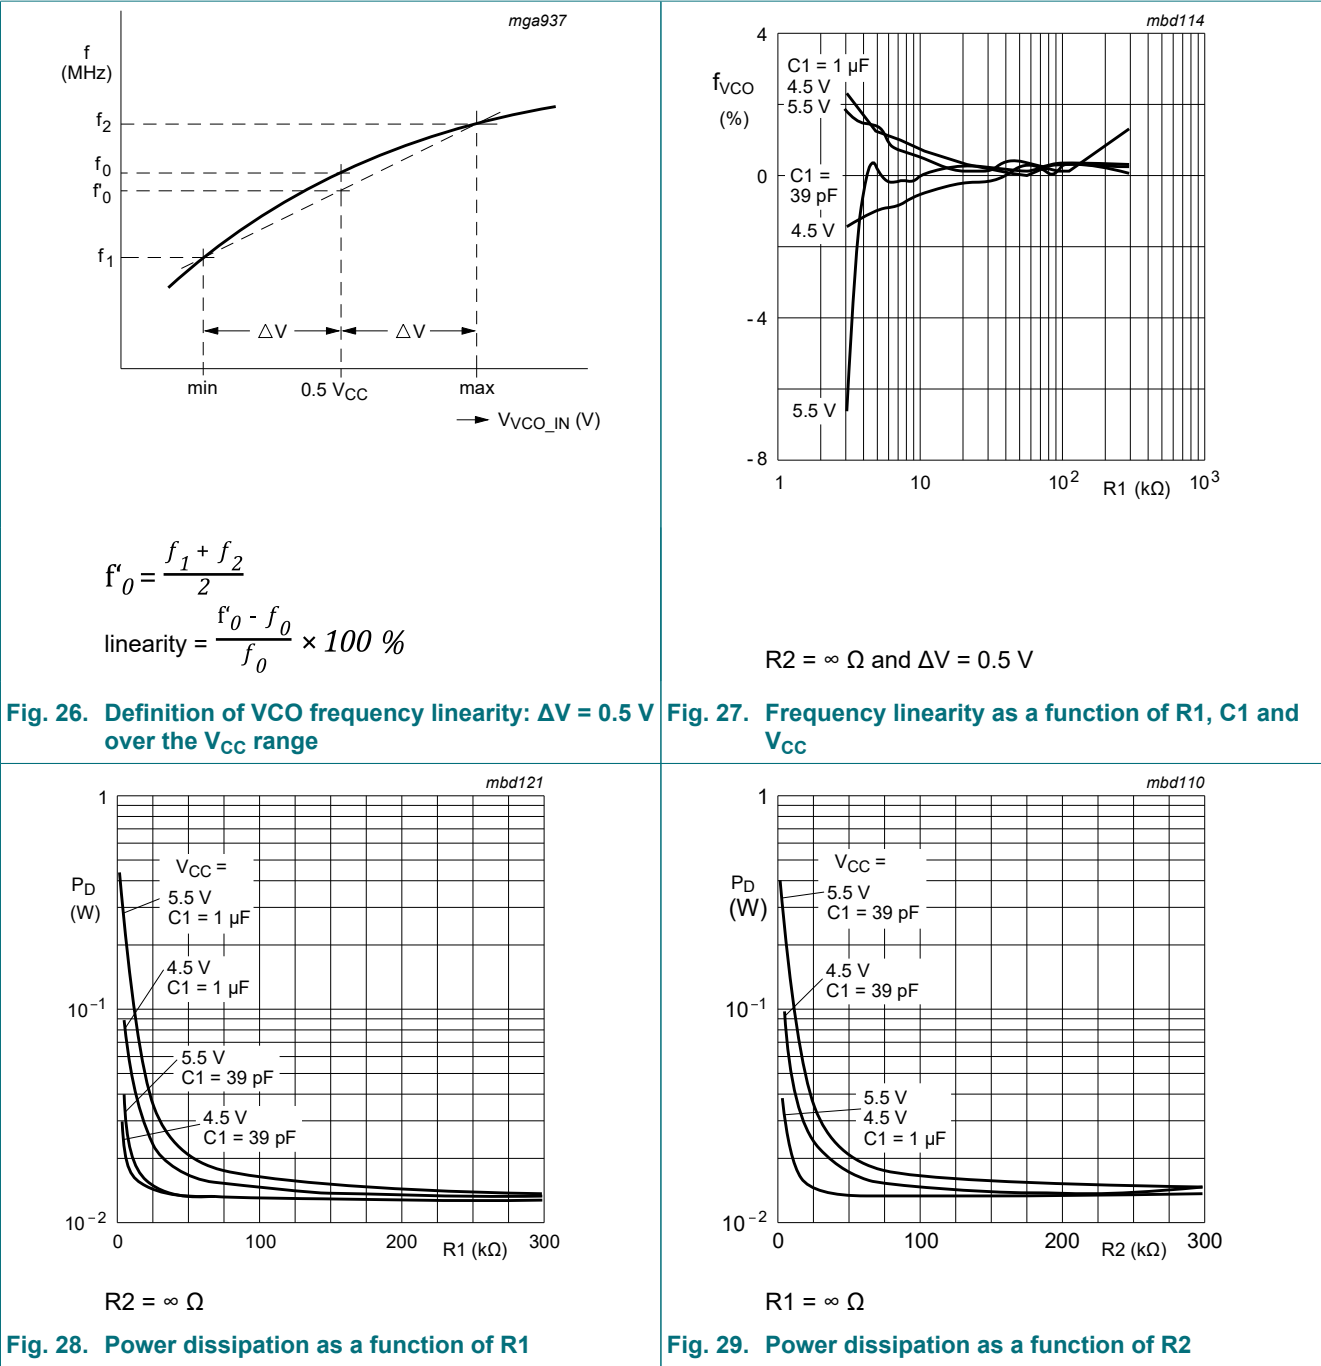 mga937
f
(MHz)
f2
f0
f'0
f1
ΔV
ΔV
min
0.5 VCC
max
VVCO_IN (V)
f'0 = f1 + f2 / 2
linearity = f'0 - f0 / f0 × 100 %
Fig. 26. Definition of VCO frequency linearity: ΔV = 0.5 V
over the VCC range
mbd114
4
C1 = 1 µF
fVCO
4.5 V
5.5 V
(%)
0
C1 =
39 pF
4.5 V
- 4
5.5 V
- 8
1
10
10²
R1 (kΩ)
10³
R2 = ∞ Ω and ΔV = 0.5 V
Fig. 27. Frequency linearity as a function of R1, C1 and
VCC
mbd121
1
VCC =
PD
(W)
5.5 V
C1 = 1 µF
4.5 V
C1 = 1 µF
10⁻¹
5.5 V
C1 = 39 pF
4.5 V
C1 = 39 pF
10⁻²
0
100
200
R1 (kΩ)
300
R2 = ∞ Ω
Fig. 28. Power dissipation as a function of R1
mbd110
1
VCC =
PD
(W)
5.5 V
C1 = 39 pF
4.5 V
C1 = 39 pF
10⁻¹
5.5 V
4.5 V
C1 = 1 µF
10⁻²
0
100
200
R2 (kΩ)
300
R1 = ∞ Ω
Fig. 29. Power dissipation as a function of R2